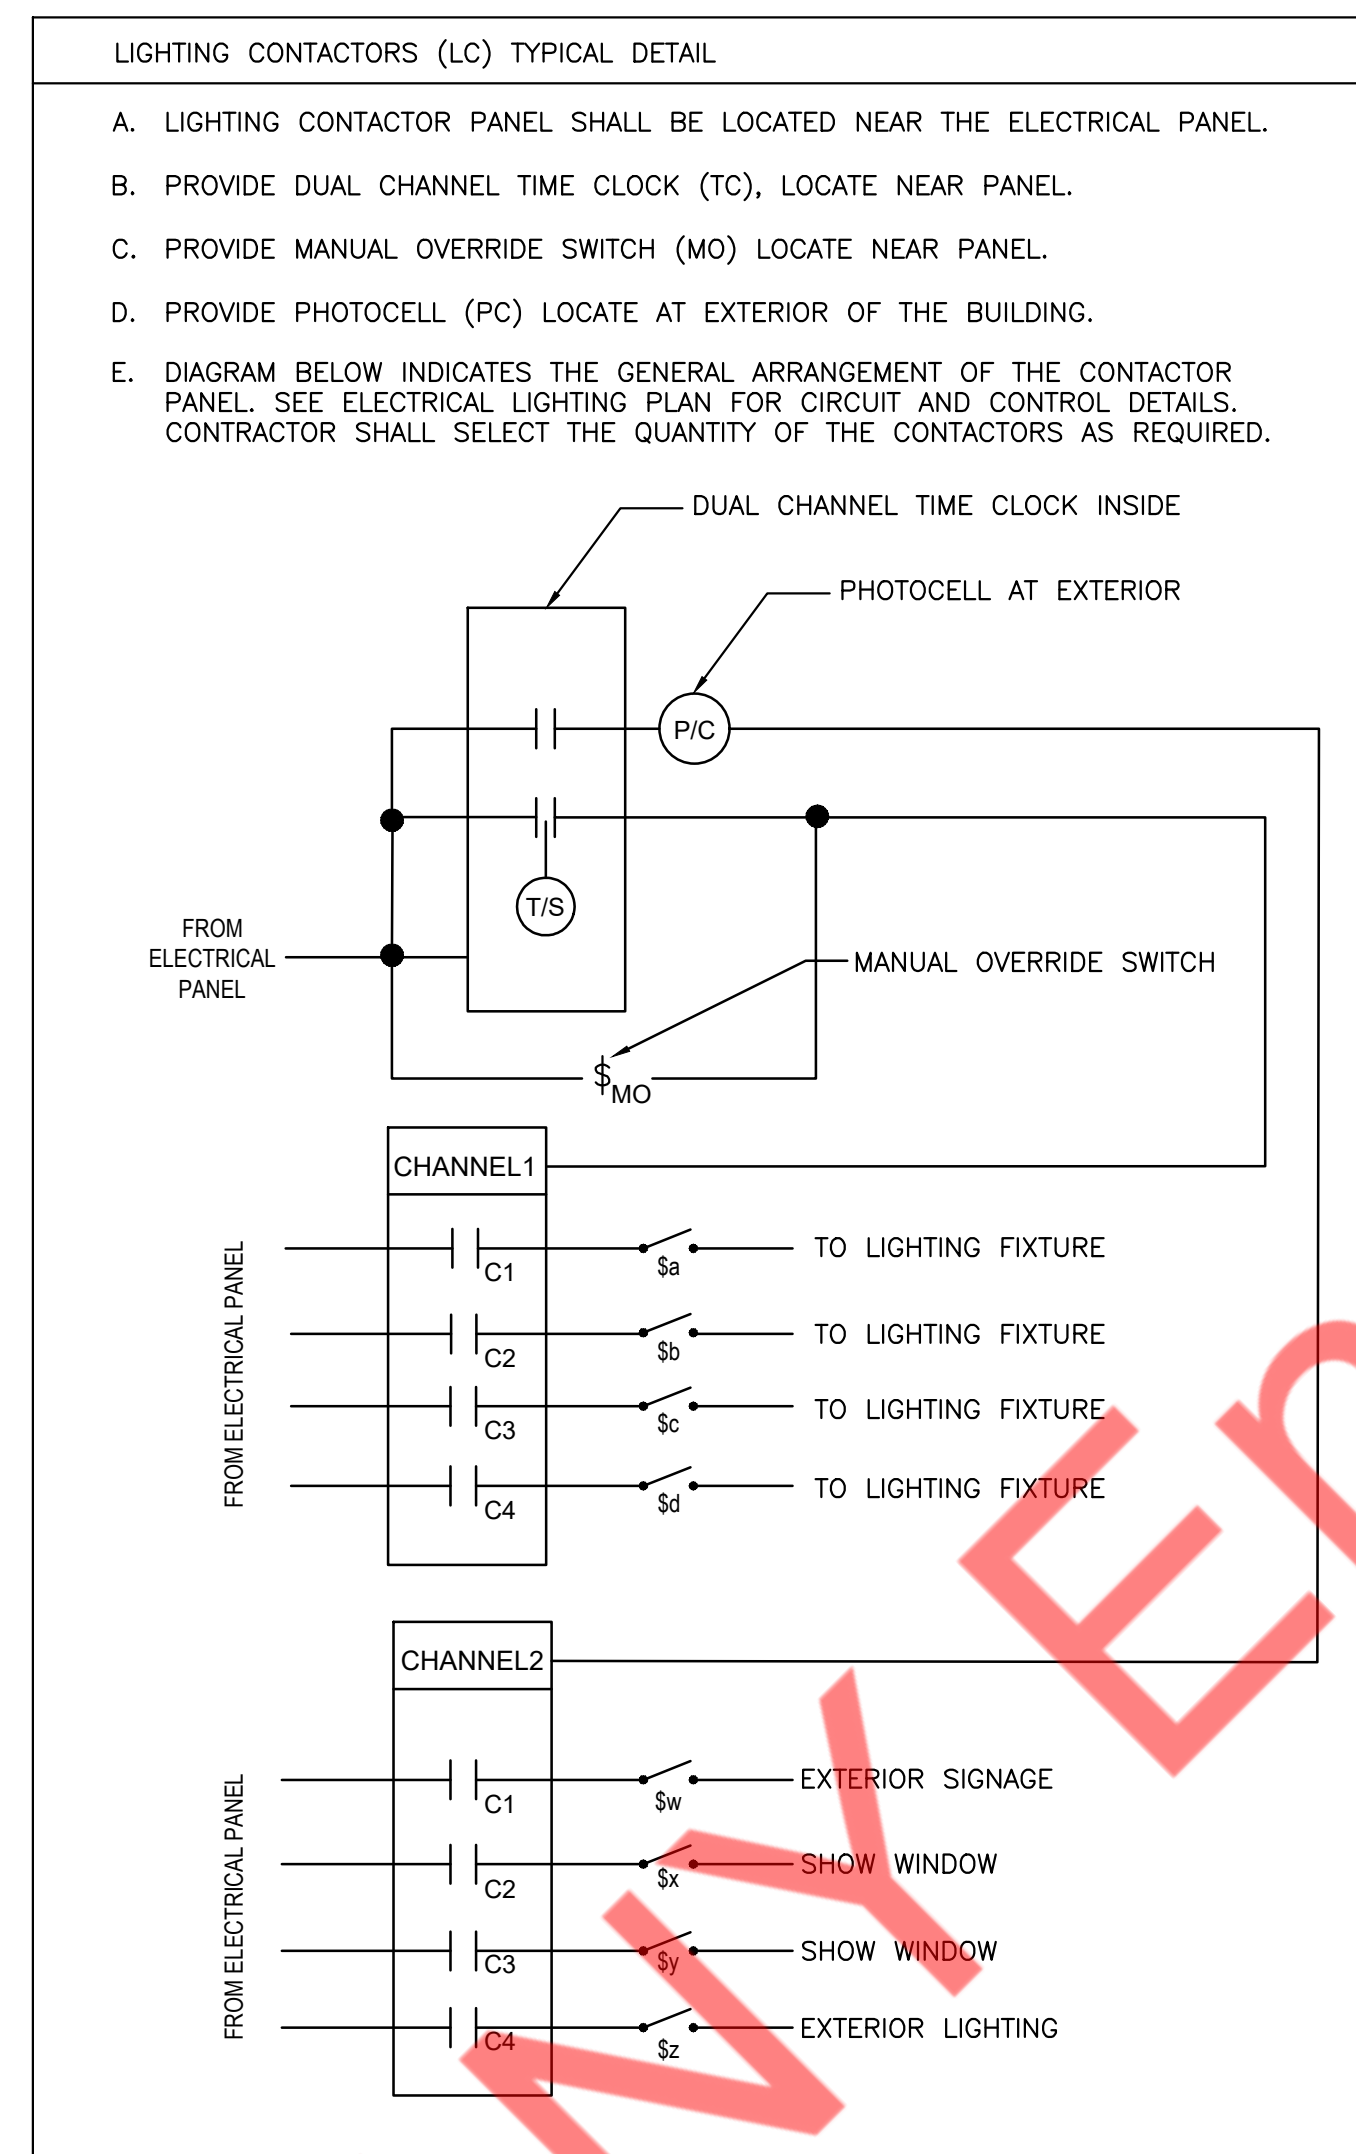 LIGHTING CONTACTORS (LC) TYPICAL DETAIL
A. LIGHTING CONTACTOR PANEL SHALL BE LOCATED NEAR THE ELECTRICAL PANEL.
B. PROVIDE DUAL CHANNEL TIME CLOCK (TC), LOCATE NEAR PANEL.
C. PROVIDE MANUAL OVERRIDE SWITCH (MO) LOCATE NEAR PANEL.
D. PROVIDE PHOTOCELL (PC) LOCATE AT EXTERIOR OF THE BUILDING.
E. DIAGRAM BELOW INDICATES THE GENERAL ARRANGEMENT OF THE CONTACTOR
PANEL. SEE ELECTRICAL LIGHTING PLAN FOR CIRCUIT AND CONTROL DETAILS.
CONTRACTOR SHALL SELECT THE QUANTITY OF THE CONTACTORS AS REQUIRED.
DUAL CHANNEL TIME CLOCK INSIDE
PHOTOCELL AT EXTERIOR
P/C
T/S
FROM
ELECTRICAL
PANEL
MANUAL OVERRIDE SWITCH
$MO
CHANNEL1
FROM ELECTRICAL PANEL
C1 $a TO LIGHTING FIXTURE
C2 $b TO LIGHTING FIXTURE
C3 $c TO LIGHTING FIXTURE
C4 $d TO LIGHTING FIXTURE
CHANNEL2
FROM ELECTRICAL PANEL
C1 $w EXTERIOR SIGNAGE
C2 $x SHOW WINDOW
C3 $y SHOW WINDOW
C4 $z EXTERIOR LIGHTING
NY En